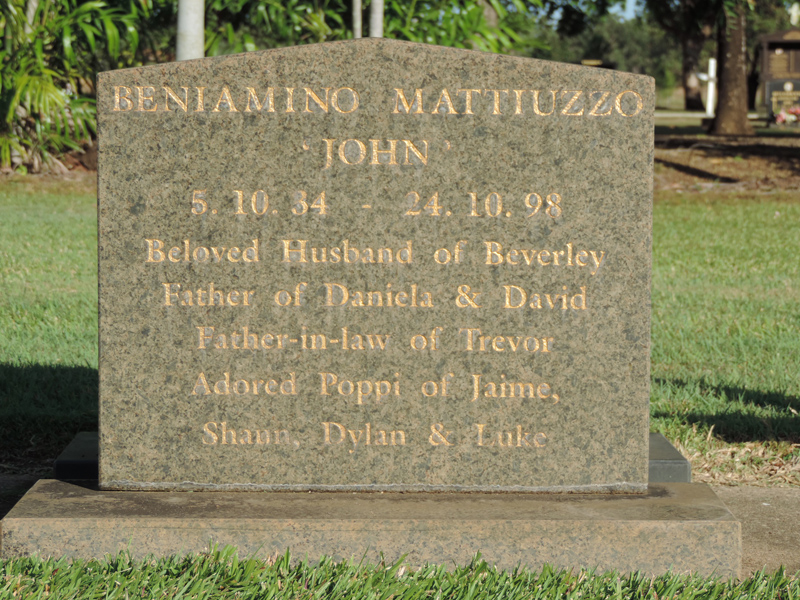 BENIAMINO MATTIUZZO
'JOHN'
5. 10. 34 - 24. 10. 98
Beloved Husband of Beverley
Father of Daniela & David
Father-in-law of Trevor
Adored Poppi of Jaime,
Shaun, Dylan & Luke